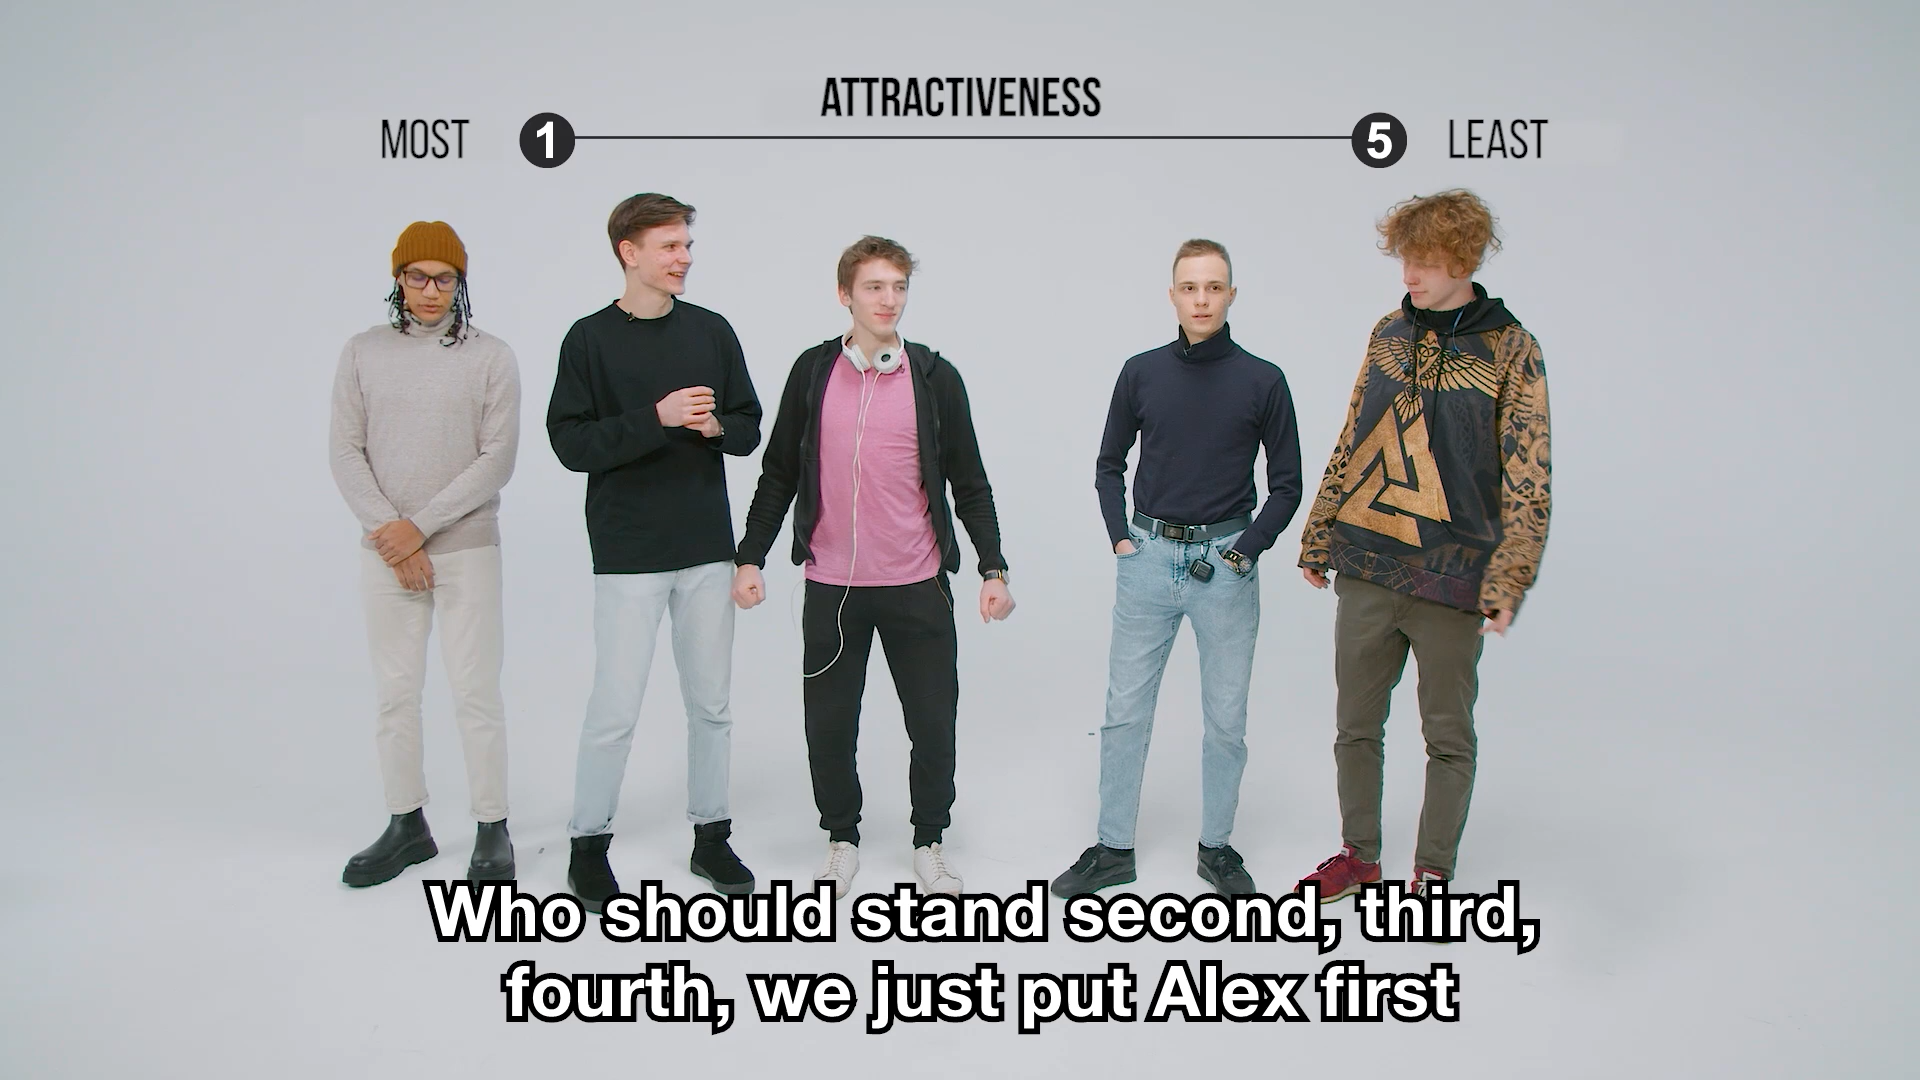 ATTRACTIVENESS
MOST 1 5 LEAST
Who should stand second, third,
fourth, we just put Alex first